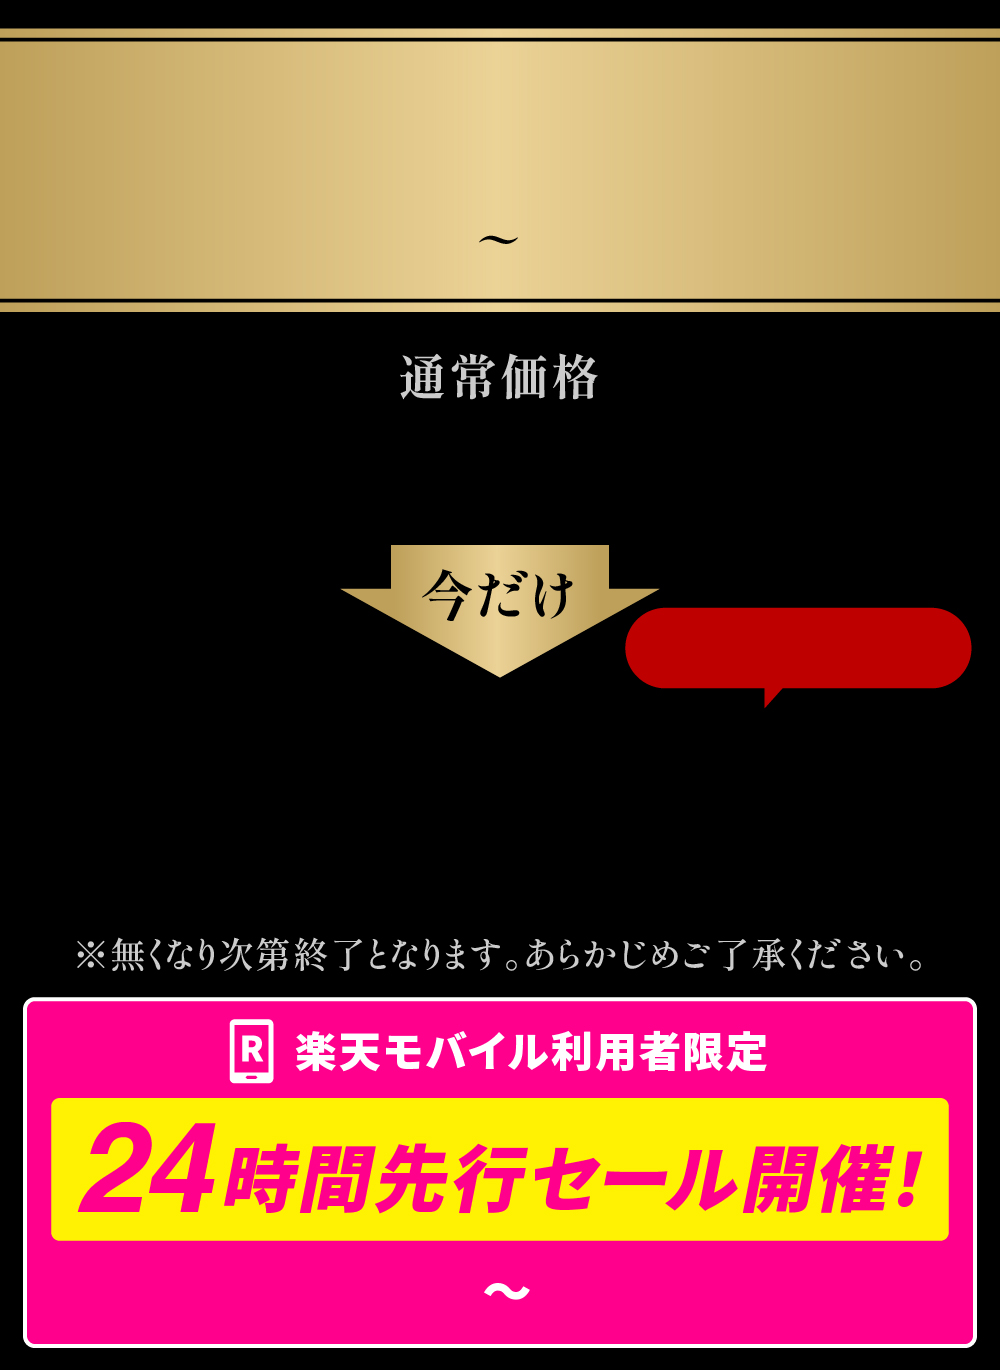 ～
通常価格
今だけ
※無くなり次第終了となります。あらかじめご了承ください。
R 楽天モバイル利用者限定
24時間先行セール開催!
～